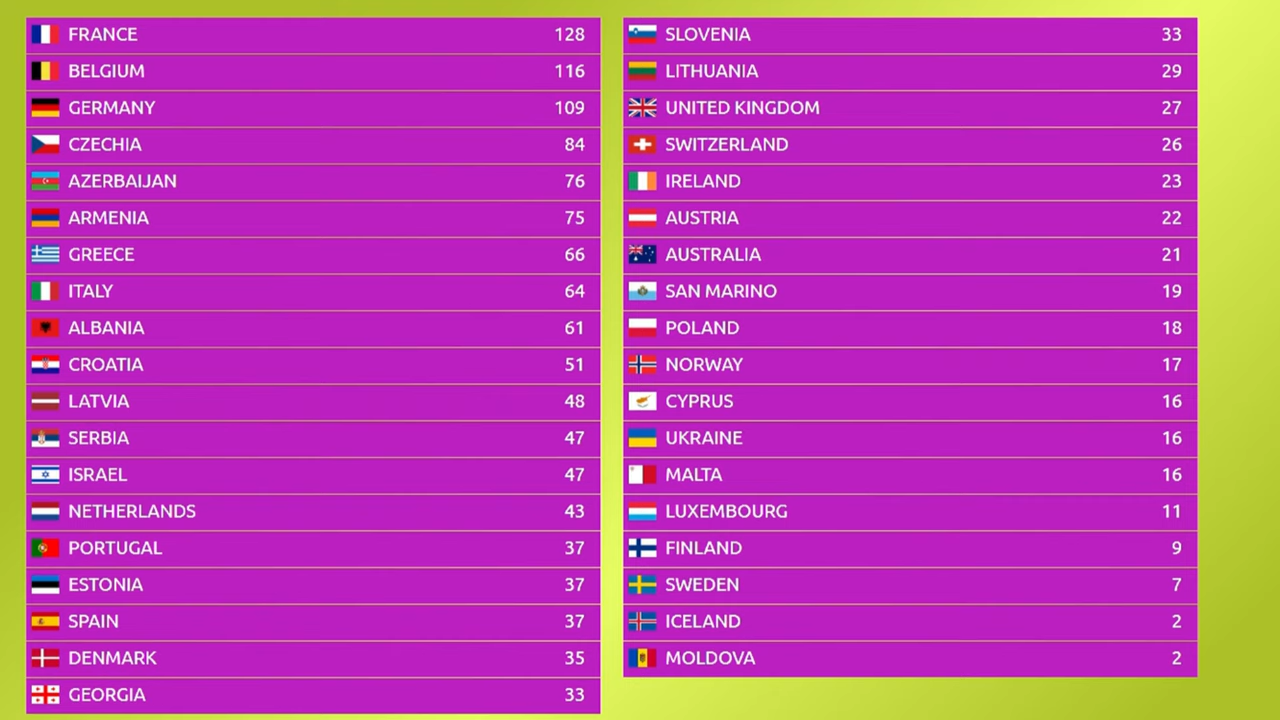 FRANCE 128
BELGIUM 116
GERMANY 109
CZECHIA 84
AZERBAIJAN 76
ARMENIA 75
GREECE 66
ITALY 64
ALBANIA 61
CROATIA 51
LATVIA 48
SERBIA 47
ISRAEL 47
NETHERLANDS 43
PORTUGAL 37
ESTONIA 37
SPAIN 37
DENMARK 35
GEORGIA 33
SLOVENIA 33
LITHUANIA 29
UNITED KINGDOM 27
SWITZERLAND 26
IRELAND 23
AUSTRIA 22
AUSTRALIA 21
SAN MARINO 19
POLAND 18
NORWAY 17
CYPRUS 16
UKRAINE 16
MALTA 16
LUXEMBOURG 11
FINLAND 9
SWEDEN 7
ICELAND 2
MOLDOVA 2